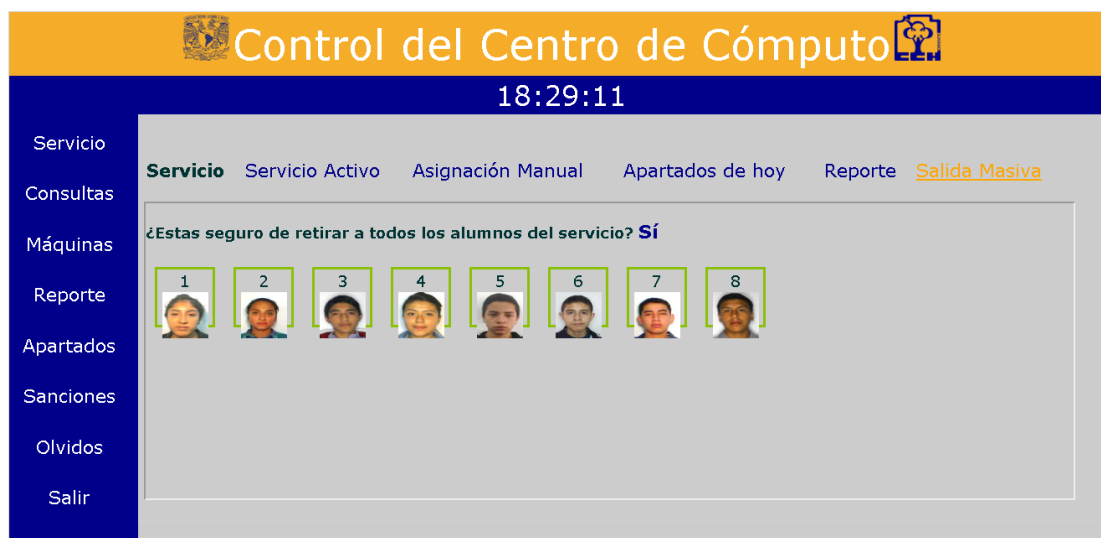 Control del Centro de Cómputo
18:29:11
Servicio
Consultas
Máquinas
Reporte
Apartados
Sanciones
Olvidos
Salir
Servicio Servicio Activo Asignación Manual Apartados de hoy Reporte Salida Masiva
¿Estas seguro de retirar a todos los alumnos del servicio? Sí
1 2 3 4 5 6 7 8